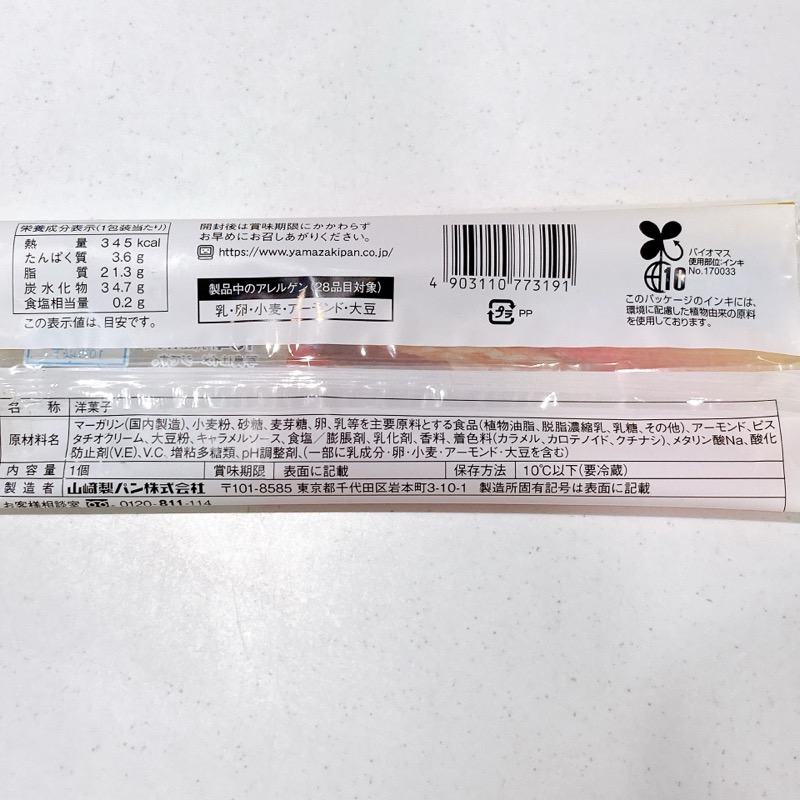 栄養成分表示(1包装当たり)
熱 量 345 kcal
たんぱく質 3.6 g
脂 質 21.3 g
炭水化物 34.7 g
食塩相当量 0.2 g
この表示値は、目安です。
開封後は賞味期限にかかわらず
お早めにお召しあがりください。
https://www.yamazakipan.co.jp/
製品中のアレルゲン(28品目対象)
乳・卵・小麦・アーモンド・大豆
4 903110 773191
プラ PP
10
バイオマス
使用部位:インキ
No.170033
このパッケージのインキには、
環境に配慮した植物由来の原料
を使用しております。
名 称 洋菓子
原材料名 マーガリン(国内製造)、小麦粉、砂糖、麦芽糖、卵、乳等を主要原料とする食品(植物油脂、脱脂濃縮乳、乳糖、その他)、アーモンド、ピス
タチオクリーム、大豆粉、キャラメルソース、食塩/膨脹剤、乳化剤、香料、着色料(カラメル、カロテノイド、クチナシ)、メタリン酸Na、酸化
防止剤(V.E)、V.C、増粘多糖類、pH調整剤、(一部に乳成分・卵・小麦・アーモンド・大豆を含む)
内容量 1個 賞味期限 表面に記載 保存方法 10℃以下(要冷蔵)
製造者 山崎製パン株式会社 〒101-8585 東京都千代田区岩本町3-10-1 製造所固有記号は表面に記載
お客様相談室 0120-811-114